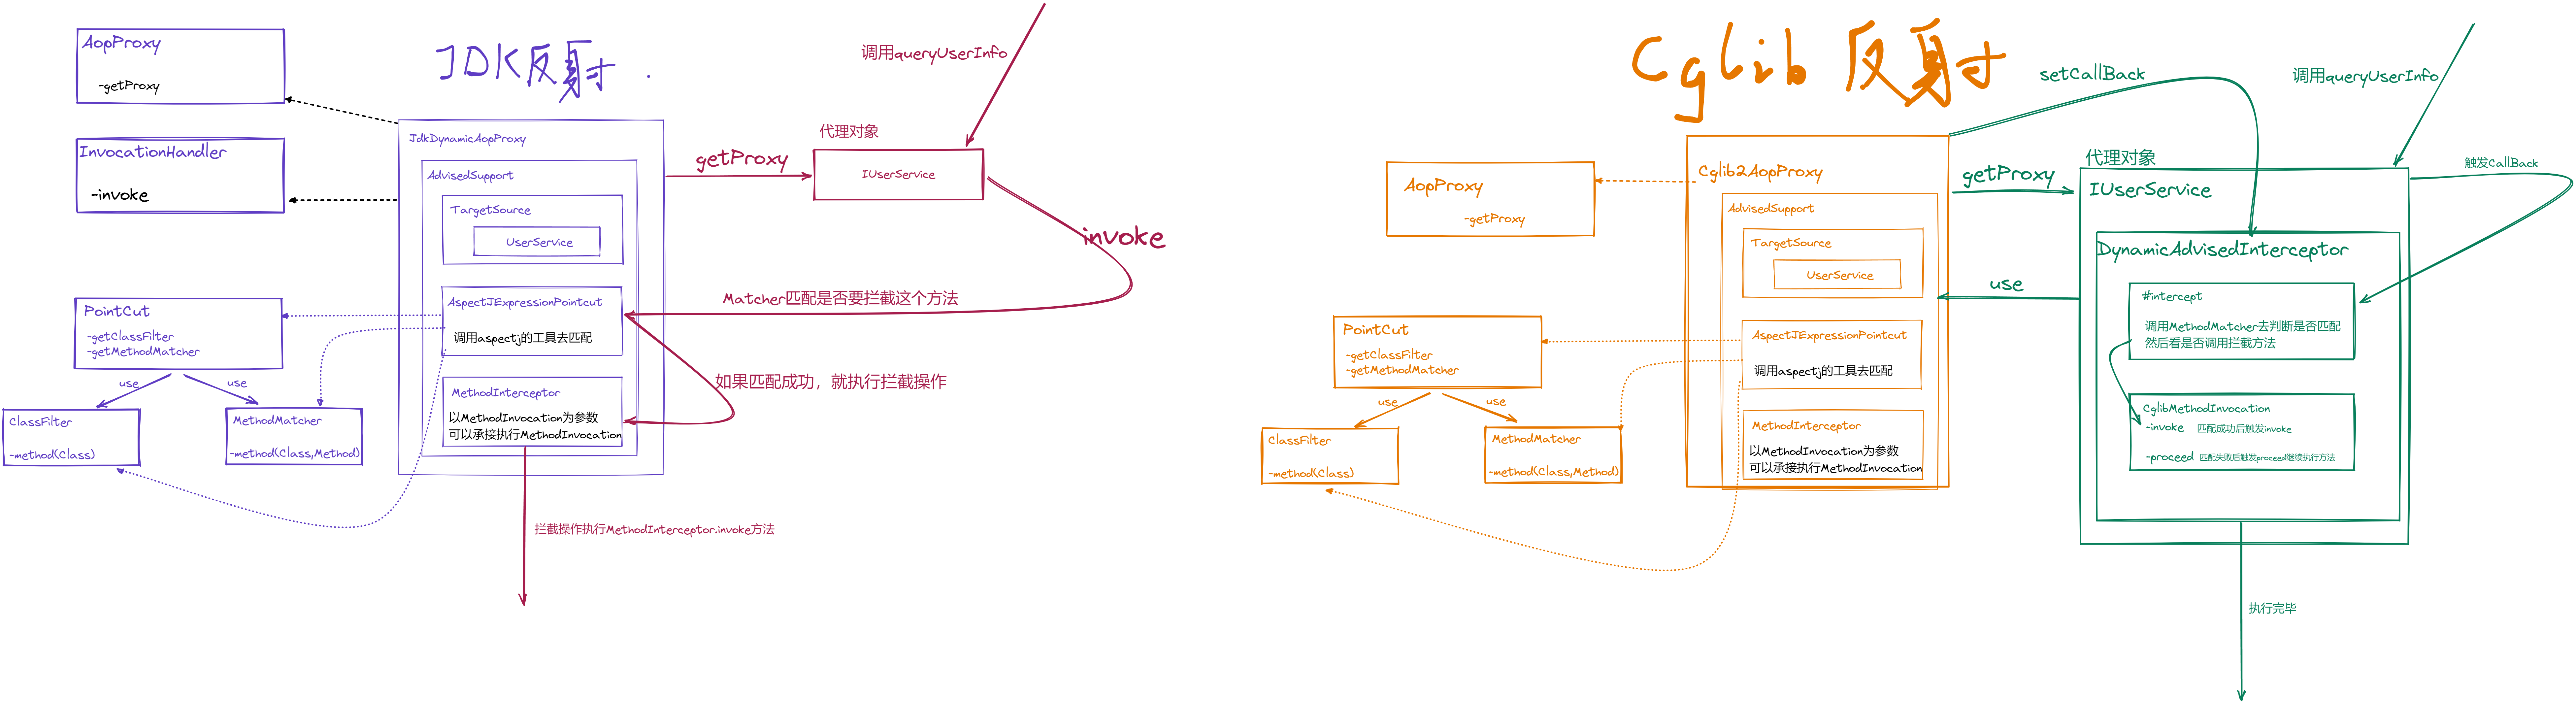 JDK反射
AopProxy
-getProxy
InvocationHandler
-invoke
JdkDynamicAopProxy
AdvisedSupport
TargetSource
UserService
AspectJExpressionPointcut
调用aspectj的工具去匹配
MethodInterceptor
以MethodInvocation为参数
可以承接执行MethodInvocation
PointCut
-getClassFilter
-getMethodMatcher
use
use
ClassFilter
-method(Class)
MethodMatcher
-method(Class,Method)
getProxy
代理对象
IUserService
调用queryUserInfo
invoke
Matcher匹配是否要拦截这个方法
如果匹配成功，就执行拦截操作
拦截操作执行MethodInterceptor.invoke方法
Cglib 反射
AopProxy
-getProxy
Cglib2AopProxy
AdvisedSupport
TargetSource
UserService
AspectJExpressionPointcut
调用aspectj的工具去匹配
MethodInterceptor
以MethodInvocation为参数
可以承接执行MethodInvocation
PointCut
-getClassFilter
-getMethodMatcher
use
use
ClassFilter
-method(Class)
MethodMatcher
-method(Class,Method)
setCallBack
getProxy
use
调用queryUserInfo
代理对象
IUserService
触发CallBack
DynamicAdvisedInterceptor
#intercept
调用MethodMatcher去判断是否匹配
然后看是否调用拦截方法
CglibMethodInvocation
-invoke 匹配成功后触发invoke
-proceed 匹配失败后触发proceed继续执行方法
执行完毕